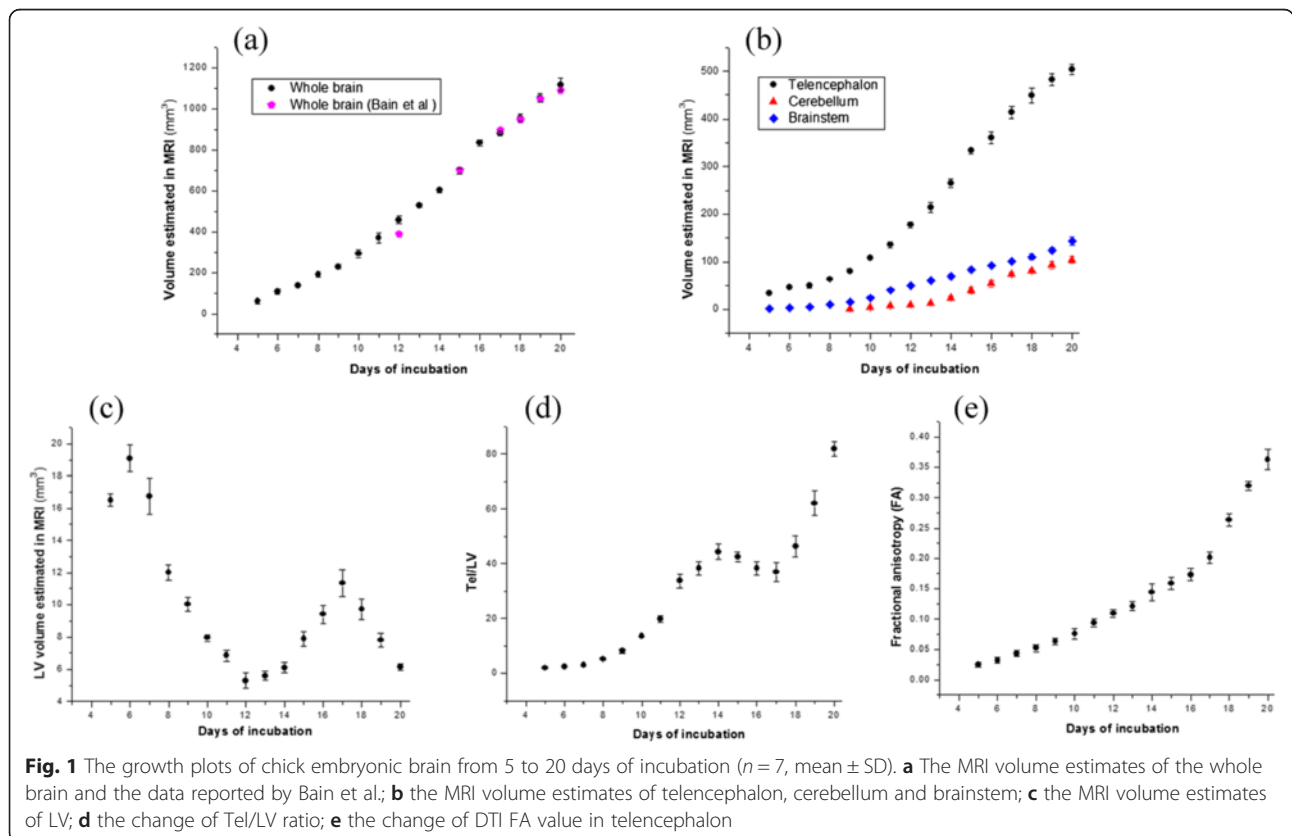 (a)
Whole brain
Whole brain (Bain et al )
Volume estimated in MRI (mm³)
1200
1000
800
600
400
200
0
4 6 8 10 12 14 16 18 20
Days of incubation
(b)
Telencephalon
Cerebellum
Brainstem
Volume estimated in MRI (mm³)
500
400
300
200
100
0
4 6 8 10 12 14 16 18 20
Days of incubation
(c)
LV volume estimated in MRI (mm³)
20
18
16
14
12
10
8
6
4
4 6 8 10 12 14 16 18 20
Days of incubation
(d)
Tel/LV
80
60
40
20
0
4 6 8 10 12 14 16 18 20
Days of incubation
(e)
Fractional anisotropy (FA)
0.40
0.35
0.30
0.25
0.20
0.15
0.10
0.05
0.00
4 6 8 10 12 14 16 18 20
Days of incubation
Fig. 1 The growth plots of chick embryonic brain from 5 to 20 days of incubation (n = 7, mean ± SD). a The MRI volume estimates of the whole
brain and the data reported by Bain et al.; b the MRI volume estimates of telencephalon, cerebellum and brainstem; c the MRI volume estimates
of LV; d the change of Tel/LV ratio; e the change of DTI FA value in telencephalon